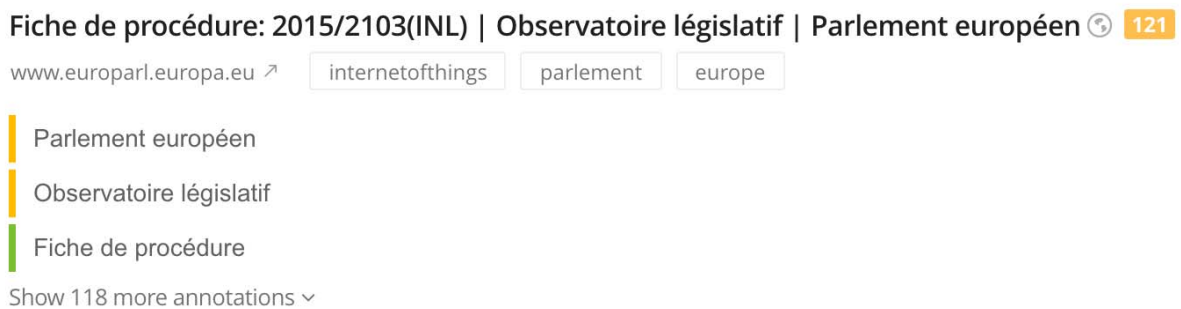 Fiche de procédure: 2015/2103(INL) | Observatoire législatif | Parlement européen 121
www.europarl.europa.eu ↗ internetofthings parlement europe
Parlement européen
Observatoire législatif
Fiche de procédure
Show 118 more annotations